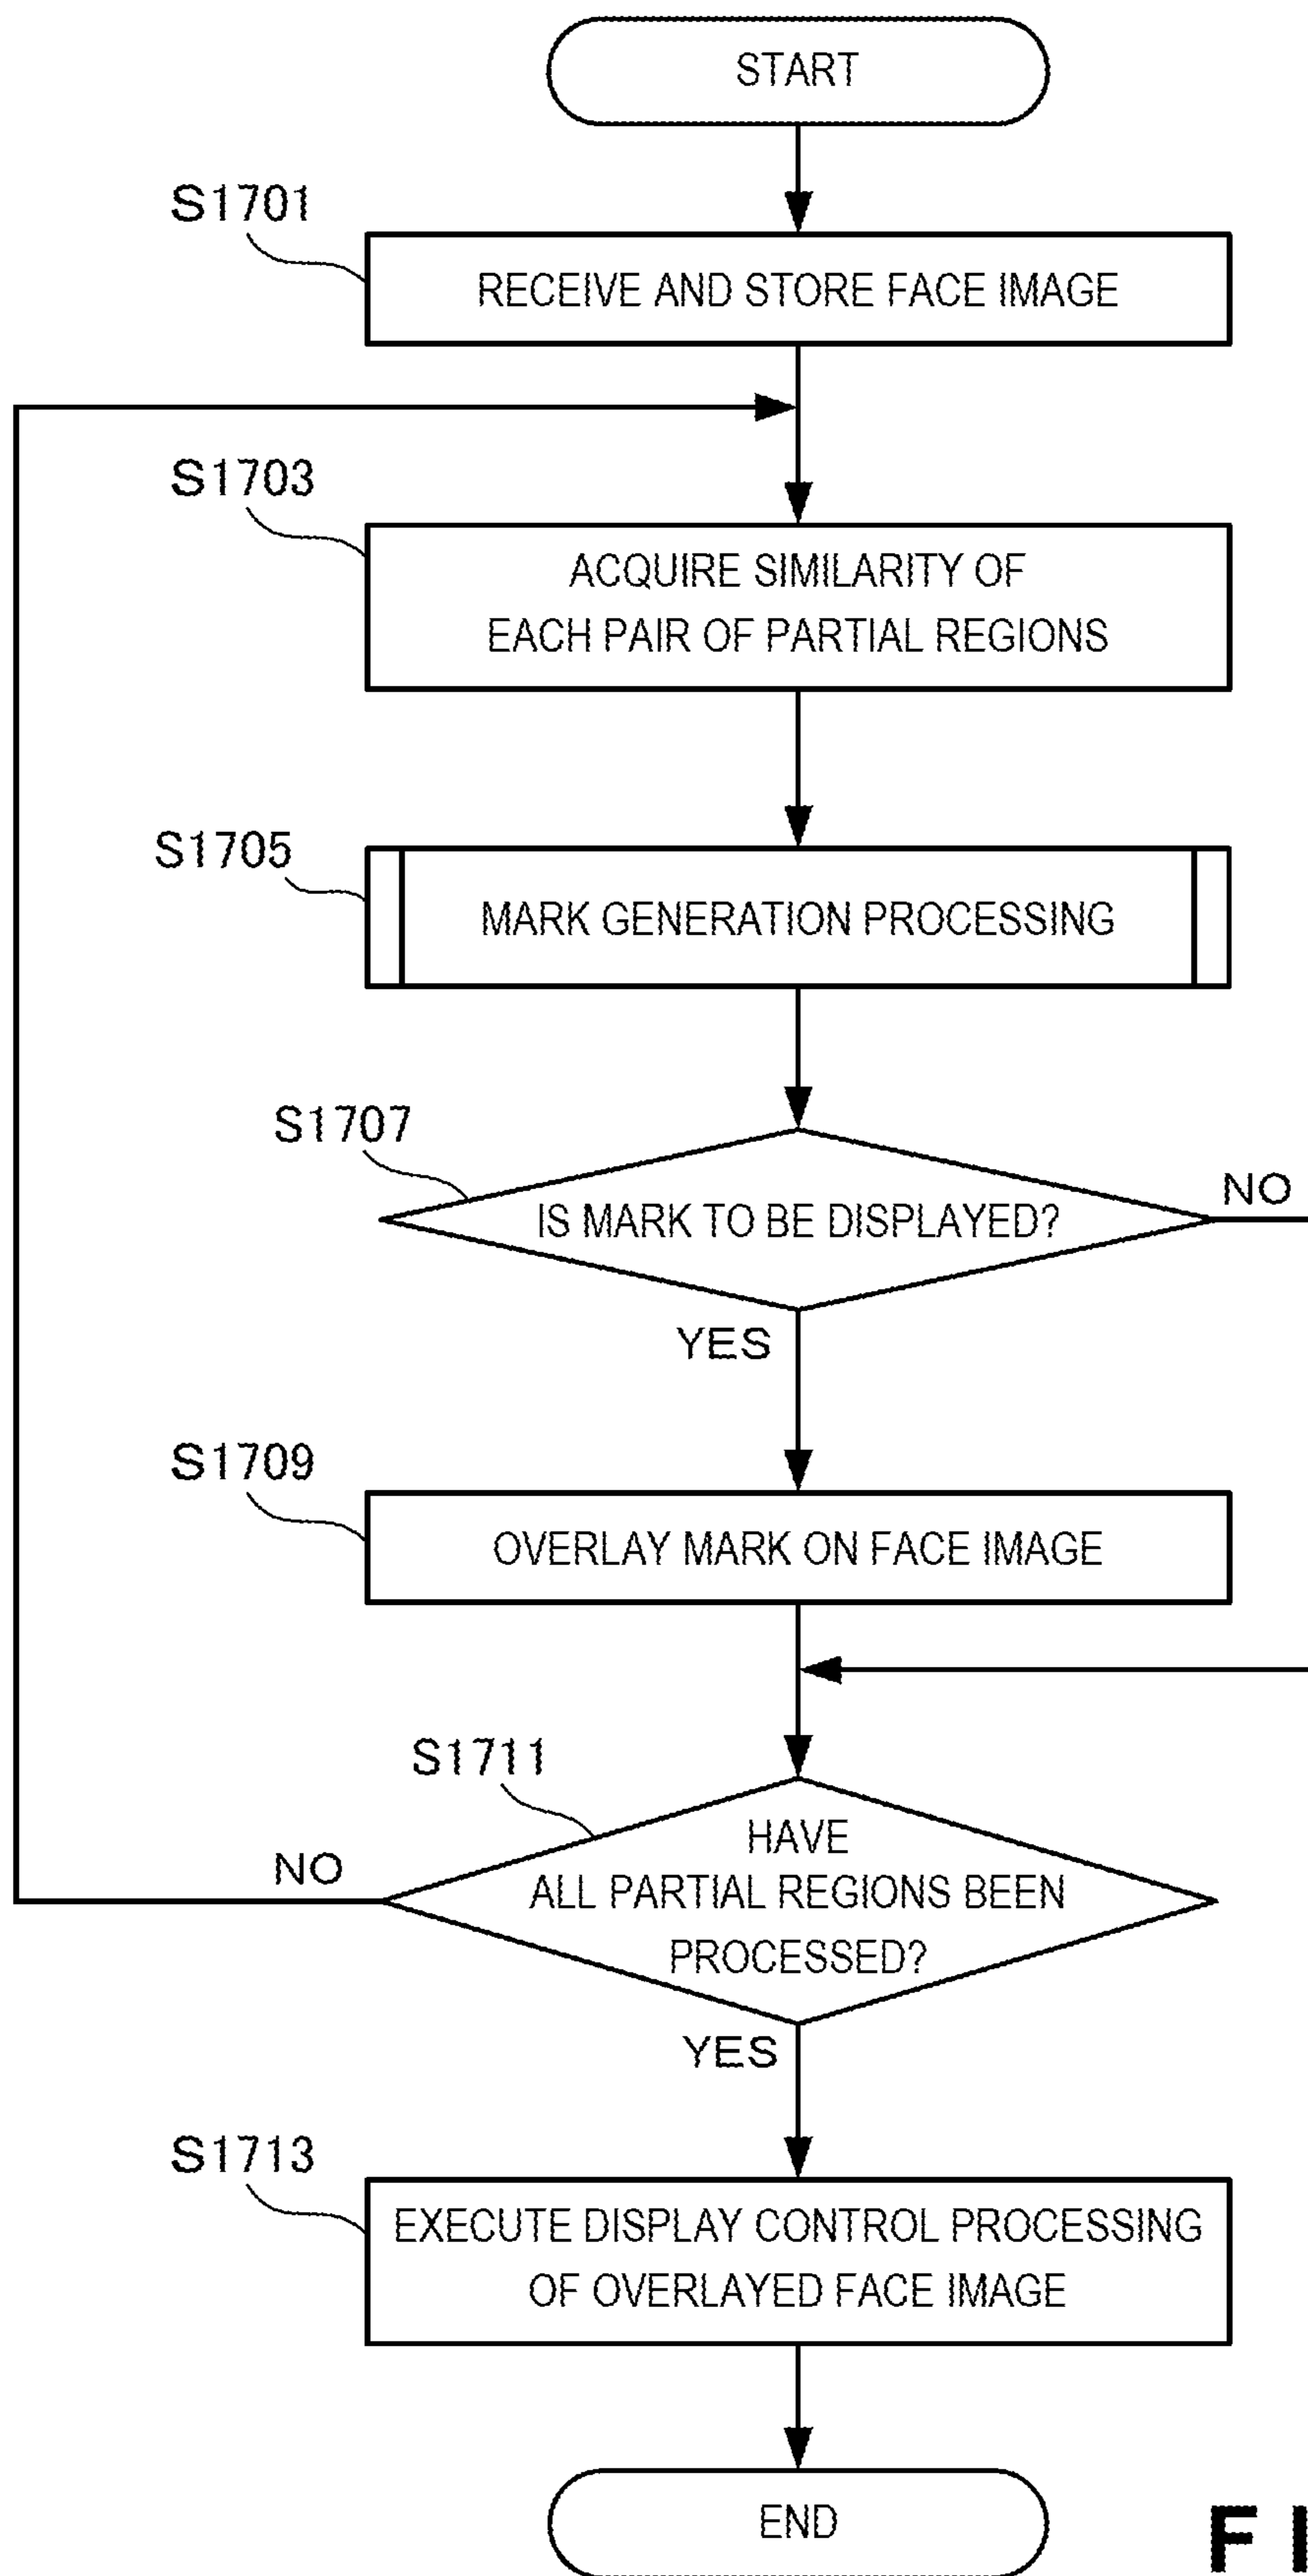 START
S1701
RECEIVE AND STORE FACE IMAGE
S1703
ACQUIRE SIMILARITY OF
EACH PAIR OF PARTIAL REGIONS
S1705
MARK GENERATION PROCESSING
S1707
IS MARK TO BE DISPLAYED?
NO
YES
S1709
OVERLAY MARK ON FACE IMAGE
S1711
HAVE
ALL PARTIAL REGIONS BEEN
PROCESSED?
NO
YES
S1713
EXECUTE DISPLAY CONTROL PROCESSING
OF OVERLAYED FACE IMAGE
END
FI